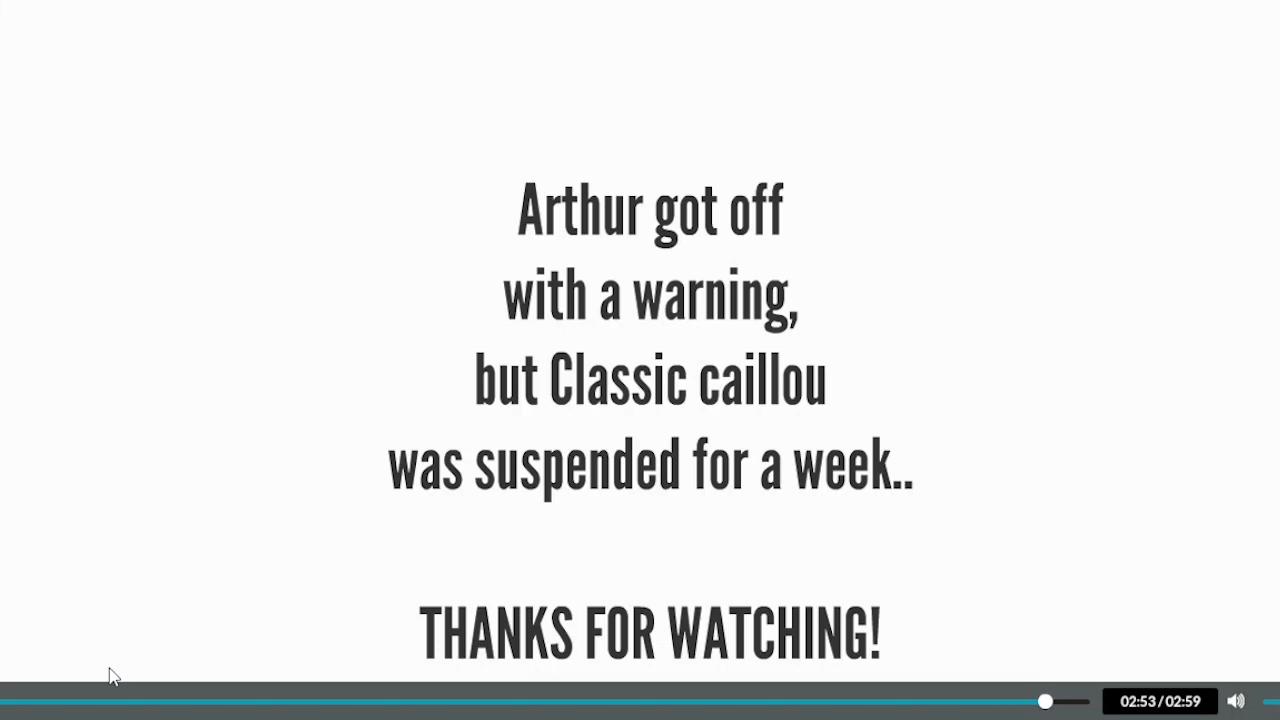 Arthur got off
with a warning,
but Classic caillou
was suspended for a week..
THANKS FOR WATCHING!
02:53 / 02:59